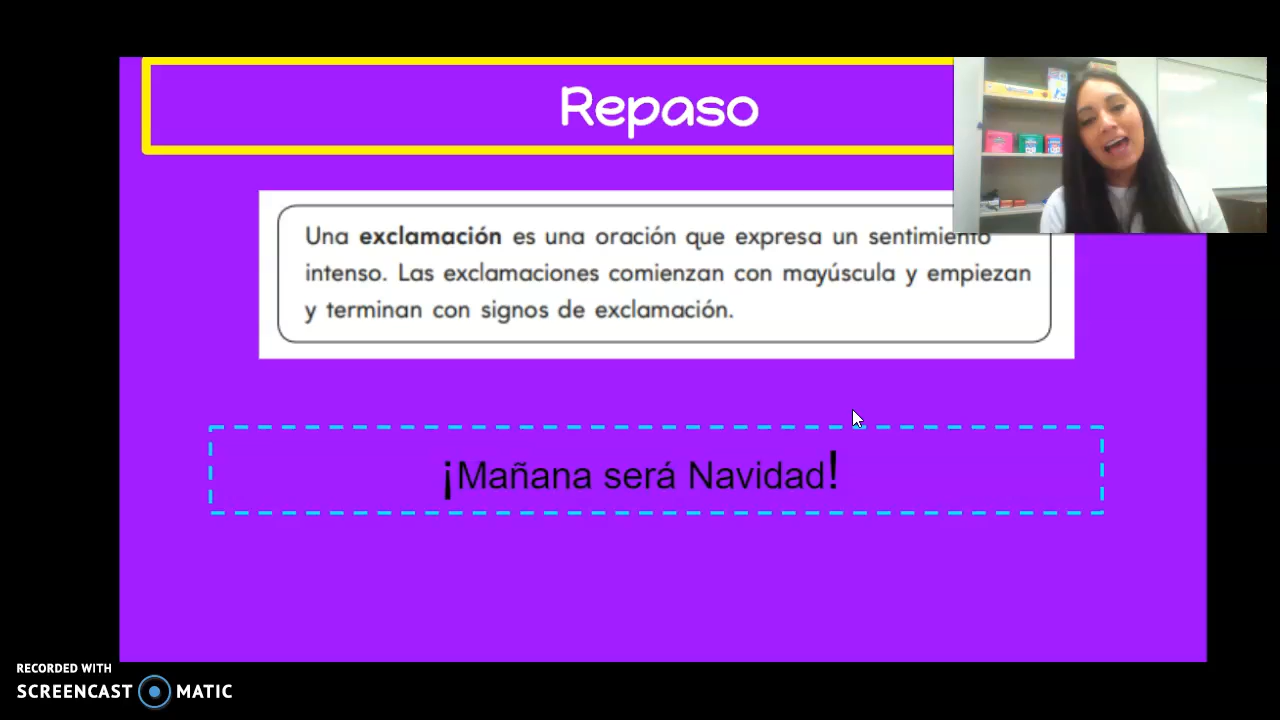 Repaso
Una exclamación es una oración que expresa un sentimiento
intenso. Las exclamaciones comienzan con mayúscula y empiezan
y terminan con signos de exclamación.
¡Mañana será Navidad!
RECORDED WITH
SCREENCAST MATIC